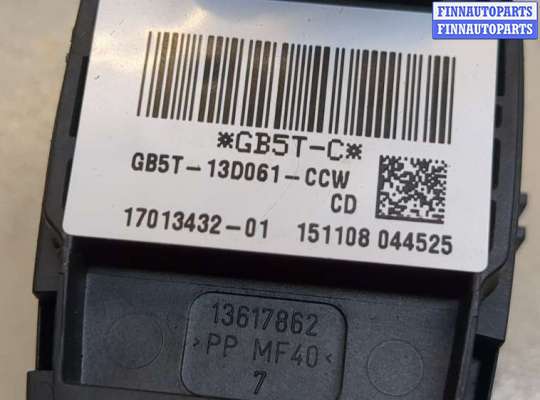 FINNAUTOPARTS
FINNAUTOPARTS
*GB5T-C*
GB5T-13D061-CCW
CD
17013432-01 151108 044525
13617862
>PP MF40<
7